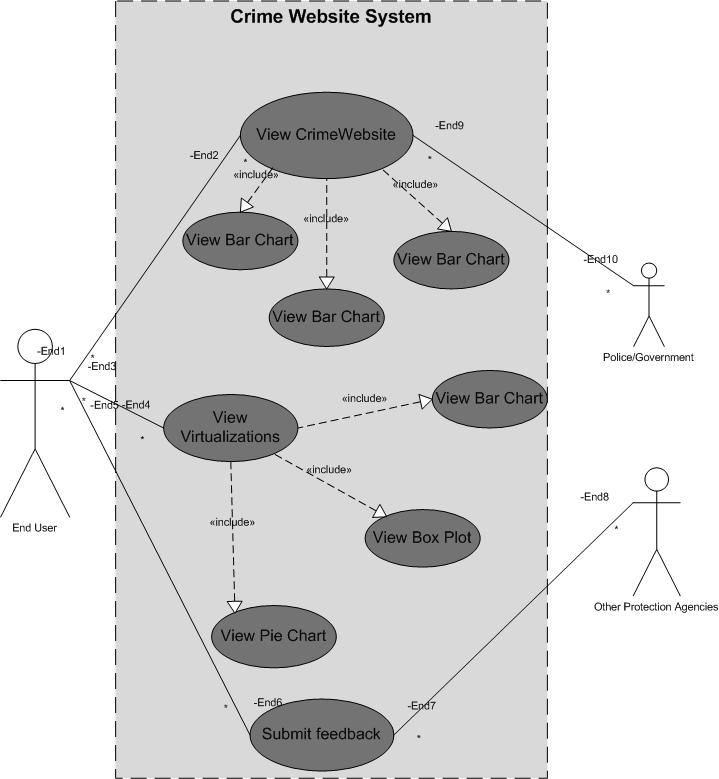 Crime Website System
View CrimeWebsite
-End9
-End2
*
*
«include»
«include»
«include»
View Bar Chart
View Bar Chart
View Bar Chart
-End10
*
Police/Government
-End1
*
-End3
*
-End5
-End4
*
*
End User
View
Virtualizations
«include»
View Bar Chart
«include»
View Box Plot
«include»
View Pie Chart
-End8
*
Other Protection Agencies
-End6
*
-End7
*
Submit feedback